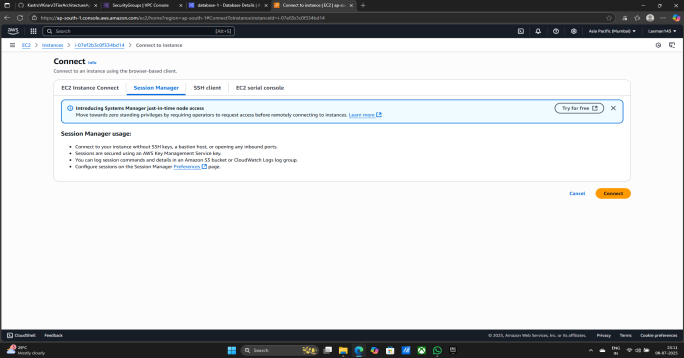 KastroVKiran/3TierArchitectureA
SecurityGroups | VPC Console
database-1 - Database Details | A
Connect to instance | EC2 | ap-sou
https://ap-south-1.console.aws.amazon.com/ec2/home?region=ap-south-1#ConnectToInstance:instanceId=i-07ef2b3c0f334bd14
aws
Search
[Alt+S]
Asia Pacific (Mumbai)
Laxman143
EC2
Instances
i-07ef2b3c0f334bd14
Connect to instance
Connect Info
Connect to an instance using the browser-based client.
EC2 Instance Connect
Session Manager
SSH client
EC2 serial console
Introducing Systems Manager just-in-time node access
Move towards zero standing privileges by requiring operators to request access before remotely connecting to instances. Learn more
Try for free
Session Manager usage:
Connect to your instance without SSH keys, a bastion host, or opening any inbound ports.
Sessions are secured using an AWS Key Management Service key.
You can log session commands and details in an Amazon S3 bucket or CloudWatch Logs log group.
Configure sessions on the Session Manager Preferences page.
Cancel
Connect
CloudShell
Feedback
© 2025, Amazon Web Services, Inc. or its affiliates.
Privacy
Terms
Cookie preferences
29°C
Mostly cloudy
Search
ENG
IN
08-07-2025